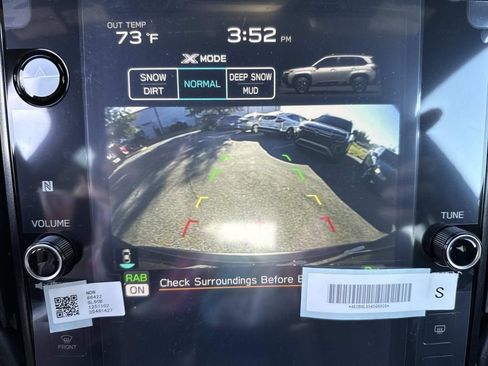 OUT TEMP
73°F
3:52 PM
X MODE
SNOW
DIRT
NORMAL
DEEP SNOW
MUD
N
VOLUME
TUNE
RAB
ON
Check Surroundings Before
S
FRONT